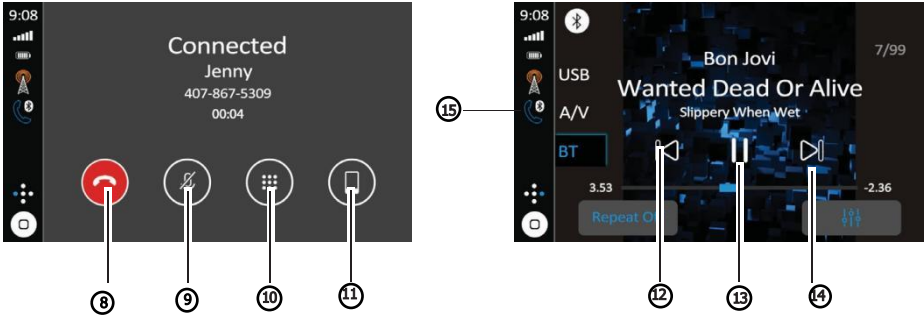 9:08
Connected
Jenny
407-867-5309
00:04
8
9
10
11
9:08
7/99
Bon Jovi
USB
Wanted Dead Or Alive
15
A/V
Slippery When Wet
BT
3.53
-2.36
Repeat O
12
13
14